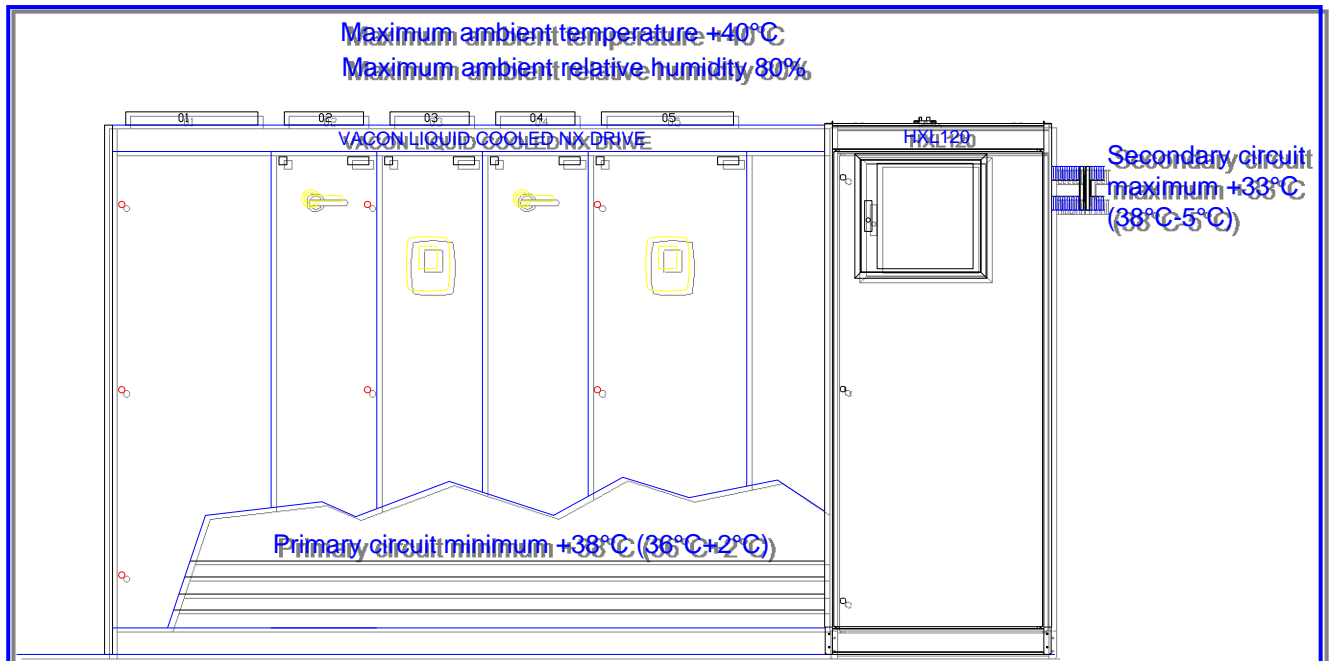 Maximum ambient temperature +40°C
Maximum ambient relative humidity 80%
01 02 03 04 05
VACON LIQUID COOLED NX DRIVE
HXL120
Secondary circuit
maximum +33°C
(38°C-5°C)
Primary circuit minimum +38°C (36°C+2°C)